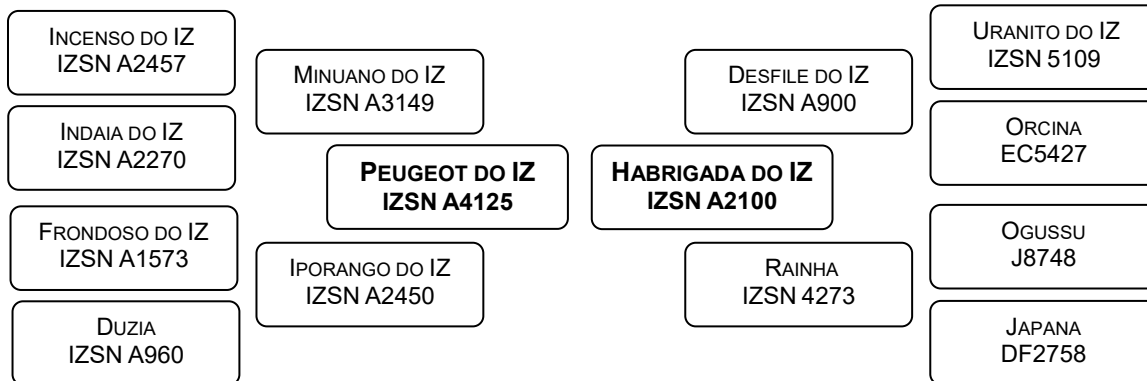 INCENSO DO IZ
IZSN A2457
INDAIA DO IZ
IZSN A2270
FRONDOSO DO IZ
IZSN A1573
DUZIA
IZSN A960
MINUANO DO IZ
IZSN A3149
IPORANGO DO IZ
IZSN A2450
PEUGEOT DO IZ
IZSN A4125
HABRIGADA DO IZ
IZSN A2100
DESFILE DO IZ
IZSN A900
RAINHA
IZSN 4273
URANITO DO IZ
IZSN 5109
ORCINA
EC5427
OGUSSU
J8748
JAPANA
DF2758